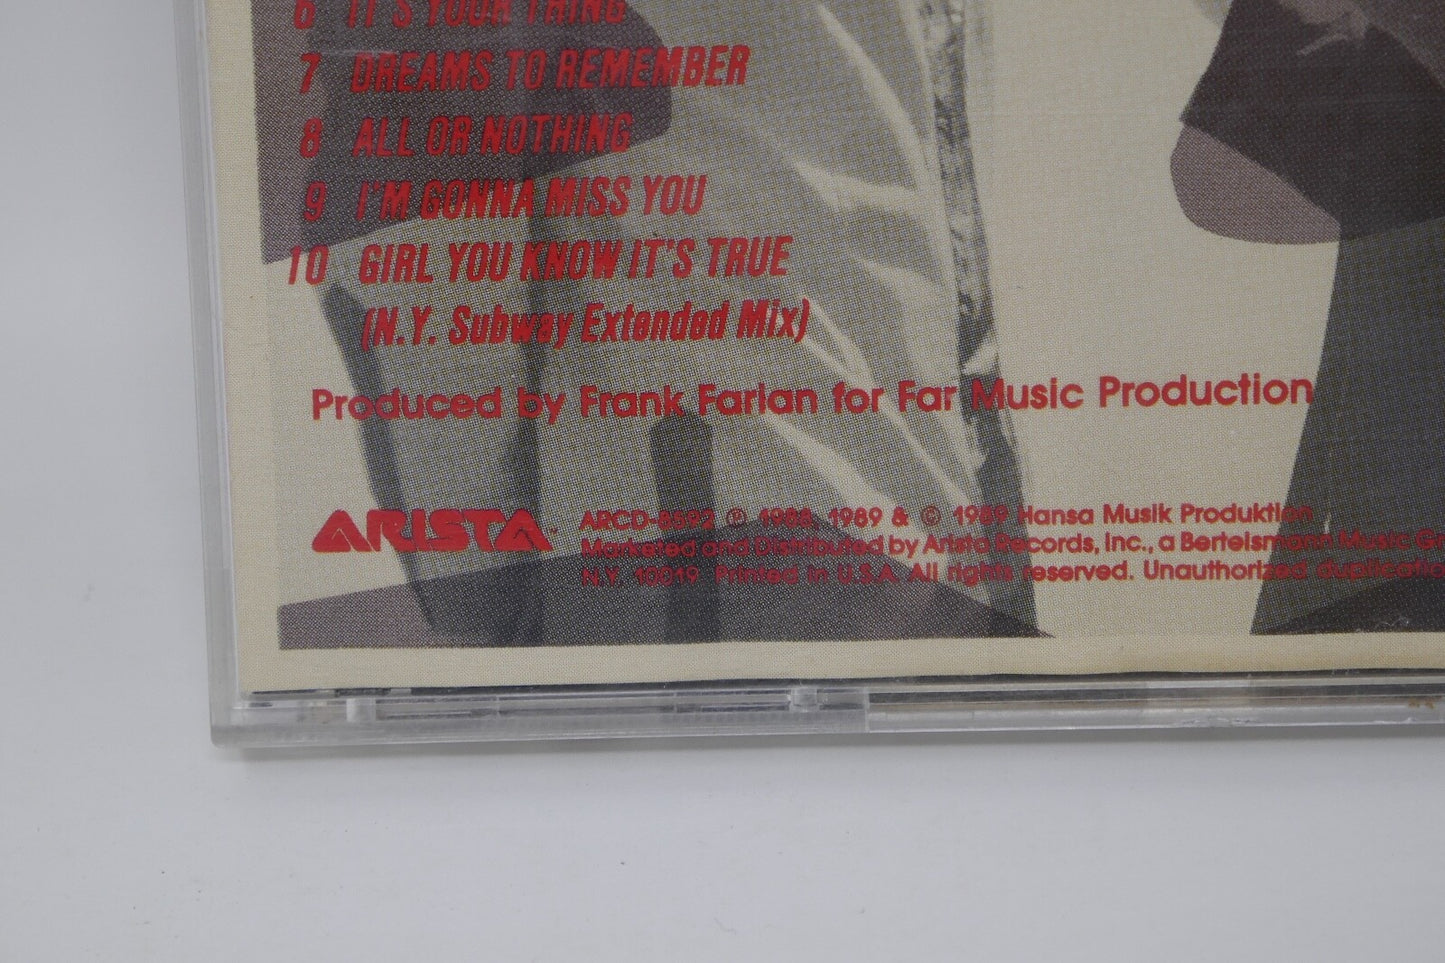 6 IT'S YOUR THING
7 DREAMS TO REMEMBER
8 ALL OR NOTHING
9 I'M GONNA MISS YOU
10 GIRL YOU KNOW IT'S TRUE
(N.Y. Subway Extended Mix)
Produced by Frank Farian for Far Music Production
ARISTA™ ARCD-8592 ℗ 1988, 1989 & © 1989 Hansa Musik Produktion
Marketed and Distributed by Arista Records, Inc., a Bertelsmann Music
N.Y. 10019 Printed in U.S.A. All rights reserved. Unauthorized